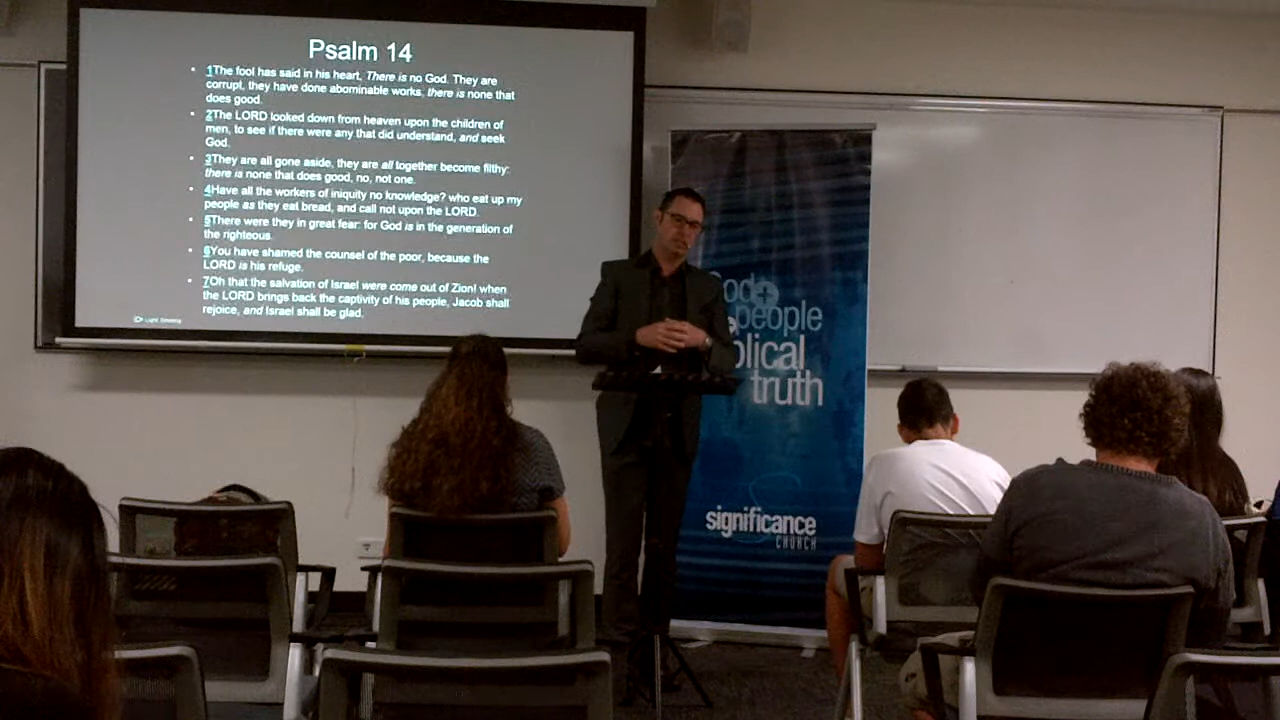 Psalm 14
• 1The fool has said in his heart, There is no God. They are
corrupt, they have done abominable works, there is none that
does good.
• 2The LORD looked down from heaven upon the children of
men, to see if there were any that did understand, and seek
God.
• 3They are all gone aside, they are all together become filthy:
there is none that does good, no, not one.
• 4Have all the workers of iniquity no knowledge? who eat up my
people as they eat bread, and call not upon the LORD.
• 5There were they in great fear: for God is in the generation of
the righteous.
• 6You have shamed the counsel of the poor, because the
LORD is his refuge.
• 7Oh that the salvation of Israel were come out of Zion! when
the LORD brings back the captivity of his people, Jacob shall
rejoice, and Israel shall be glad.
people
truth
significance
CHURCH